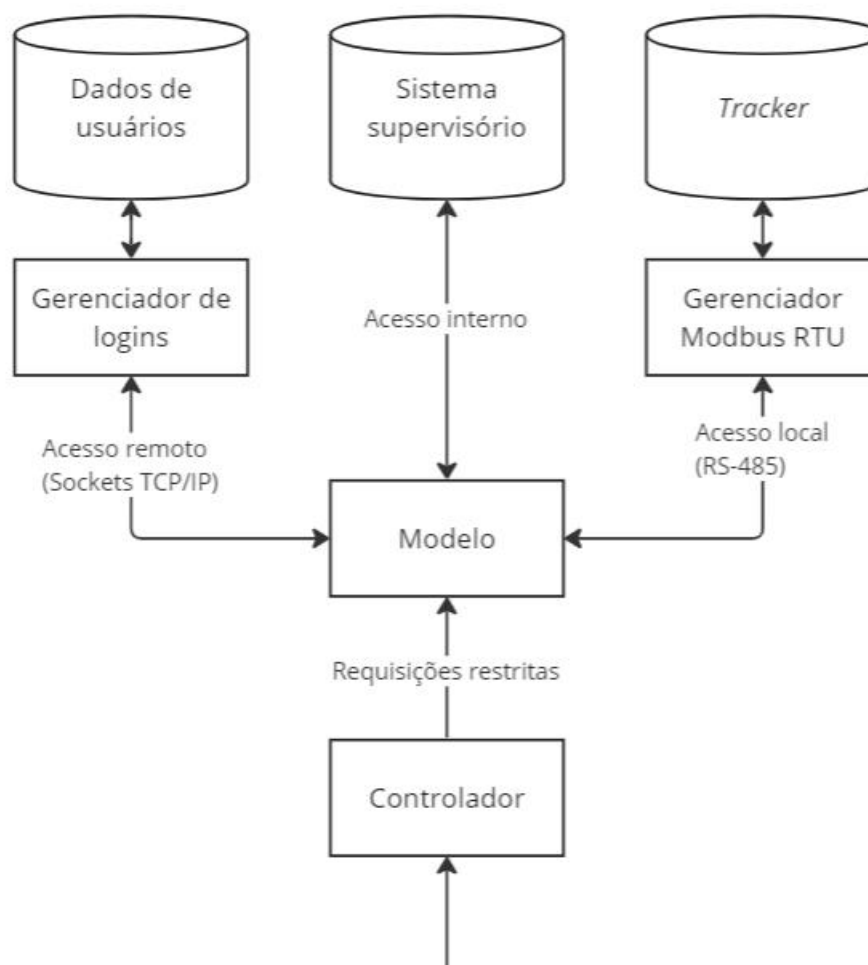 Dados de
usuários
Sistema
supervisório
Tracker
Gerenciador de
logins
Acesso interno
Gerenciador
Modbus RTU
Acesso remoto
(Sockets TCP/IP)
Acesso local
(RS-485)
Modelo
Requisições restritas
Controlador